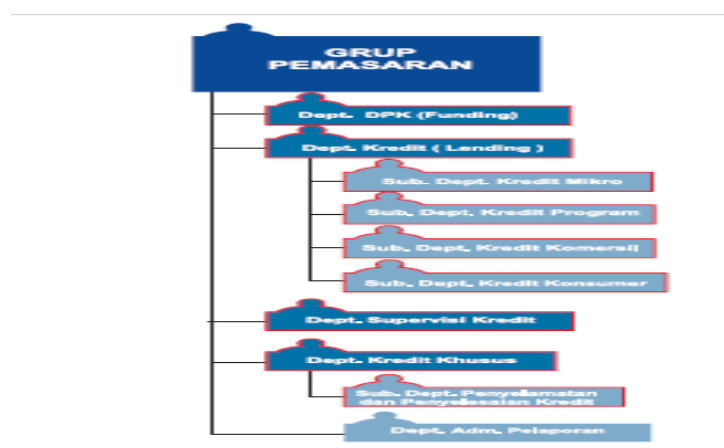 GRUP
PEMASARAN
Dept. DPK (Funding)
Dept. Kredit ( Lending )
Sub. Dept. Kredit Mikro
Sub. Dept. Kredit Program
Sub. Dept. Kredit Komersil
Sub. Dept. Kredit Konsumer
Dept. Supervisi Kredit
Dept. Kredit Khusus
Sub. Dept. Penyelamatan
dan Penyelesaian Kredit
Dept. Adm. Pelaporan